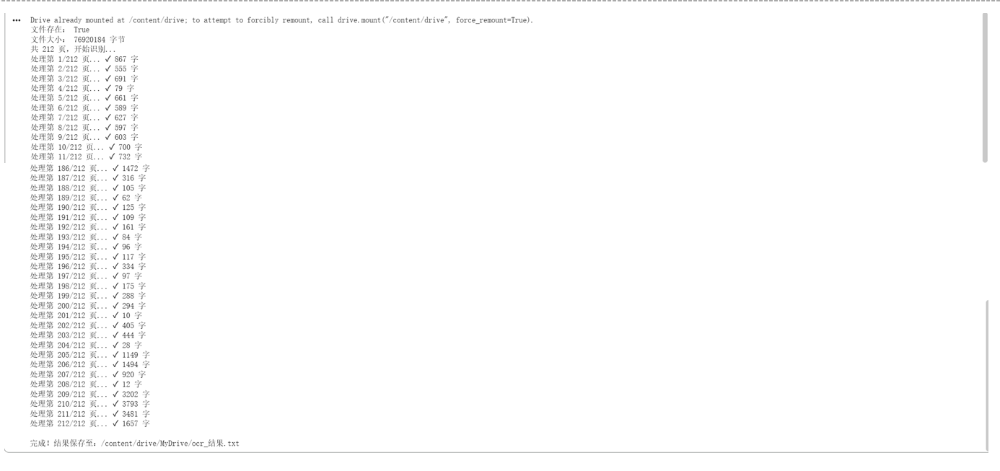 ••• Drive already mounted at /content/drive; to attempt to forcibly remount, call drive.mount("/content/drive", force_remount=True).
文件存在： True
文件大小： 76920184 字节
共 212 页，开始识别...
处理第 1/212 页... ✓ 867 字
处理第 2/212 页... ✓ 555 字
处理第 3/212 页... ✓ 691 字
处理第 4/212 页... ✓ 79 字
处理第 5/212 页... ✓ 661 字
处理第 6/212 页... ✓ 589 字
处理第 7/212 页... ✓ 627 字
处理第 8/212 页... ✓ 597 字
处理第 9/212 页... ✓ 603 字
处理第 10/212 页... ✓ 700 字
处理第 11/212 页... ✓ 732 字
处理第 186/212 页... ✓ 1472 字
处理第 187/212 页... ✓ 316 字
处理第 188/212 页... ✓ 105 字
处理第 189/212 页... ✓ 62 字
处理第 190/212 页... ✓ 125 字
处理第 191/212 页... ✓ 109 字
处理第 192/212 页... ✓ 161 字
处理第 193/212 页... ✓ 84 字
处理第 194/212 页... ✓ 96 字
处理第 195/212 页... ✓ 117 字
处理第 196/212 页... ✓ 334 字
处理第 197/212 页... ✓ 97 字
处理第 198/212 页... ✓ 175 字
处理第 199/212 页... ✓ 288 字
处理第 200/212 页... ✓ 294 字
处理第 201/212 页... ✓ 10 字
处理第 202/212 页... ✓ 405 字
处理第 203/212 页... ✓ 444 字
处理第 204/212 页... ✓ 28 字
处理第 205/212 页... ✓ 1149 字
处理第 206/212 页... ✓ 1494 字
处理第 207/212 页... ✓ 920 字
处理第 208/212 页... ✓ 12 字
处理第 209/212 页... ✓ 3202 字
处理第 210/212 页... ✓ 3793 字
处理第 211/212 页... ✓ 3481 字
处理第 212/212 页... ✓ 1657 字
完成！结果保存至：/content/drive/MyDrive/ocr_结果.txt